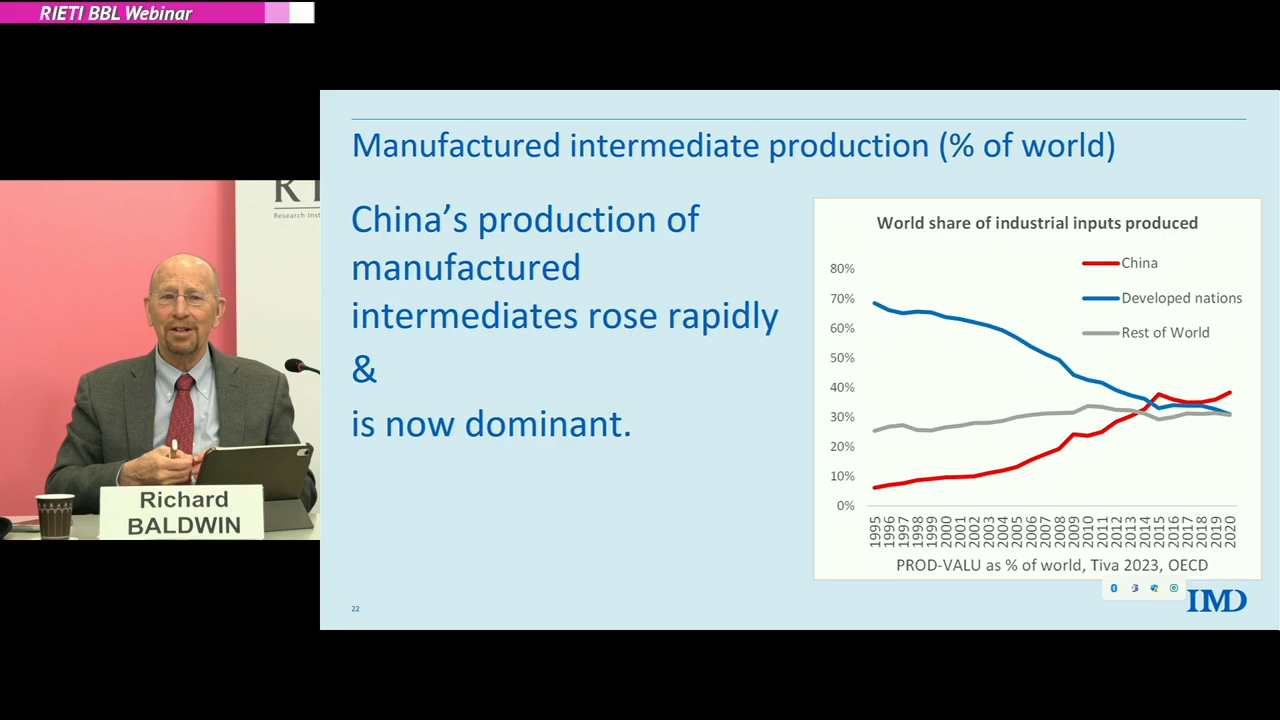 RIETI BBL Webinar
Manufactured intermediate production (% of world)
China's production of
manufactured
intermediates rose rapidly
&
is now dominant.
World share of industrial inputs produced
China
Developed nations
Rest of World
80%
70%
60%
50%
40%
30%
20%
10%
0%
1995
1996
1997
1998
1999
2000
2001
2002
2003
2004
2005
2006
2007
2008
2009
2010
2011
2012
2013
2014
2015
2016
2017
2018
2019
2020
PROD-VALU as % of world, Tiva 2023, OECD
22
IMD
Research Inst
Richard
BALDWIN